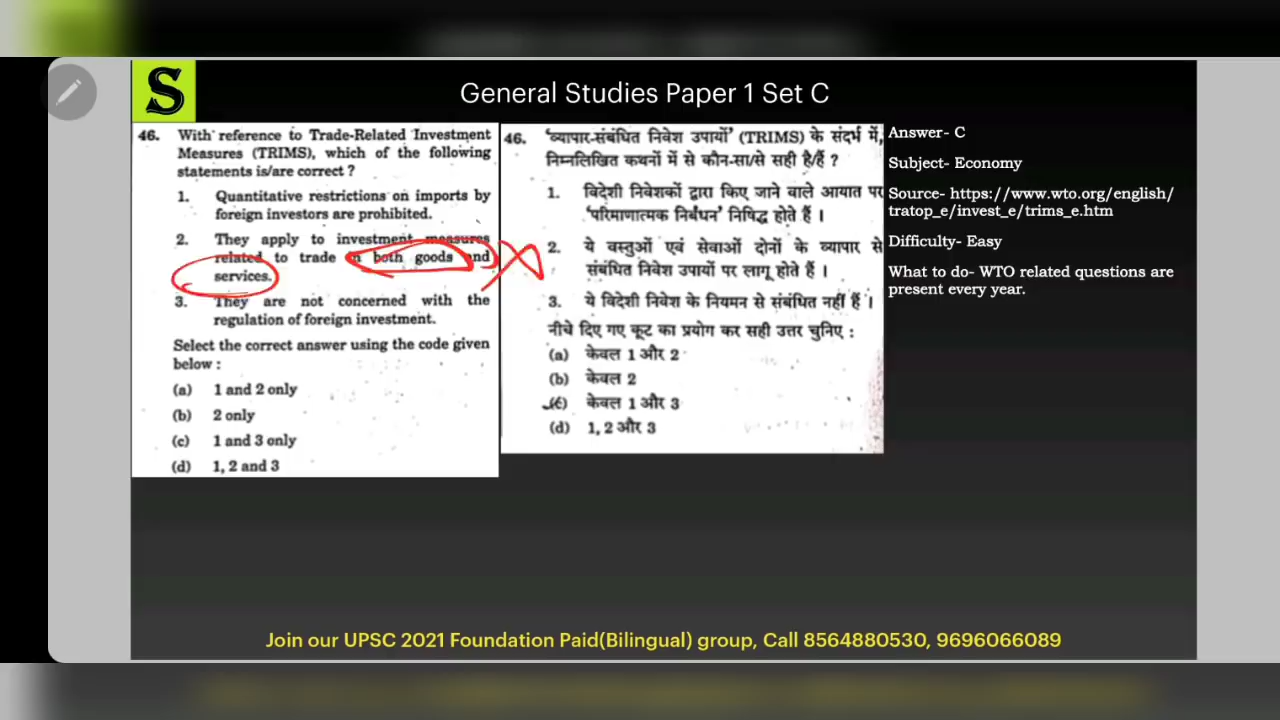 S
General Studies Paper 1 Set C
46. With reference to Trade-Related Investment
Measures (TRIMS), which of the following
statements is/are correct ?
1. Quantitative restrictions on imports by
foreign investors are prohibited.
2. They apply to investment measures
related to trade in both goods and
services.
3. They are not concerned with the
regulation of foreign investment.
Select the correct answer using the code given
below :
(a) 1 and 2 only
(b) 2 only
(c) 1 and 3 only
(d) 1, 2 and 3
46. 'व्यापार-संबंधित निवेश उपायों' (TRIMS) के संदर्भ में,
निम्नलिखित कथनों में से कौन-सा/से सही है/हैं ?
1. विदेशी निवेशकों द्वारा किए जाने वाले आयात पर
'परिमाणात्मक निर्बंधन' निषिद्ध होते हैं ।
2. ये वस्तुओं एवं सेवाओं दोनों के व्यापार से
संबंधित निवेश उपायों पर लागू होते हैं ।
3. ये विदेशी निवेश के नियमन से संबंधित नहीं हैं ।
नीचे दिए गए कूट का प्रयोग कर सही उत्तर चुनिए :
(a) केवल 1 और 2
(b) केवल 2
(c) केवल 1 और 3
(d) 1, 2 और 3
Answer- C
Subject- Economy
Source- https://www.wto.org/english/
tratop_e/invest_e/trims_e.htm
Difficulty- Easy
What to do- WTO related questions are
present every year.
Join our UPSC 2021 Foundation Paid(Bilingual) group, Call 8564880530, 9696066089